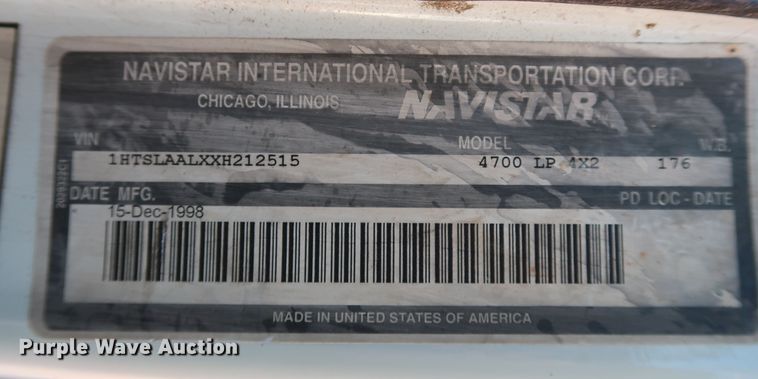 NAVISTAR INTERNATIONAL TRANSPORTATION CORP.
CHICAGO, ILLINOIS NAVISTAR
VIN MODEL W.B.
1HTSLAALXXH212515 4700 LP 4X2 176
DATE MFG. PD LOC - DATE
15-Dec-1998
2029322C1
MADE IN UNITED STATES OF AMERICA
Purple Wave Auction